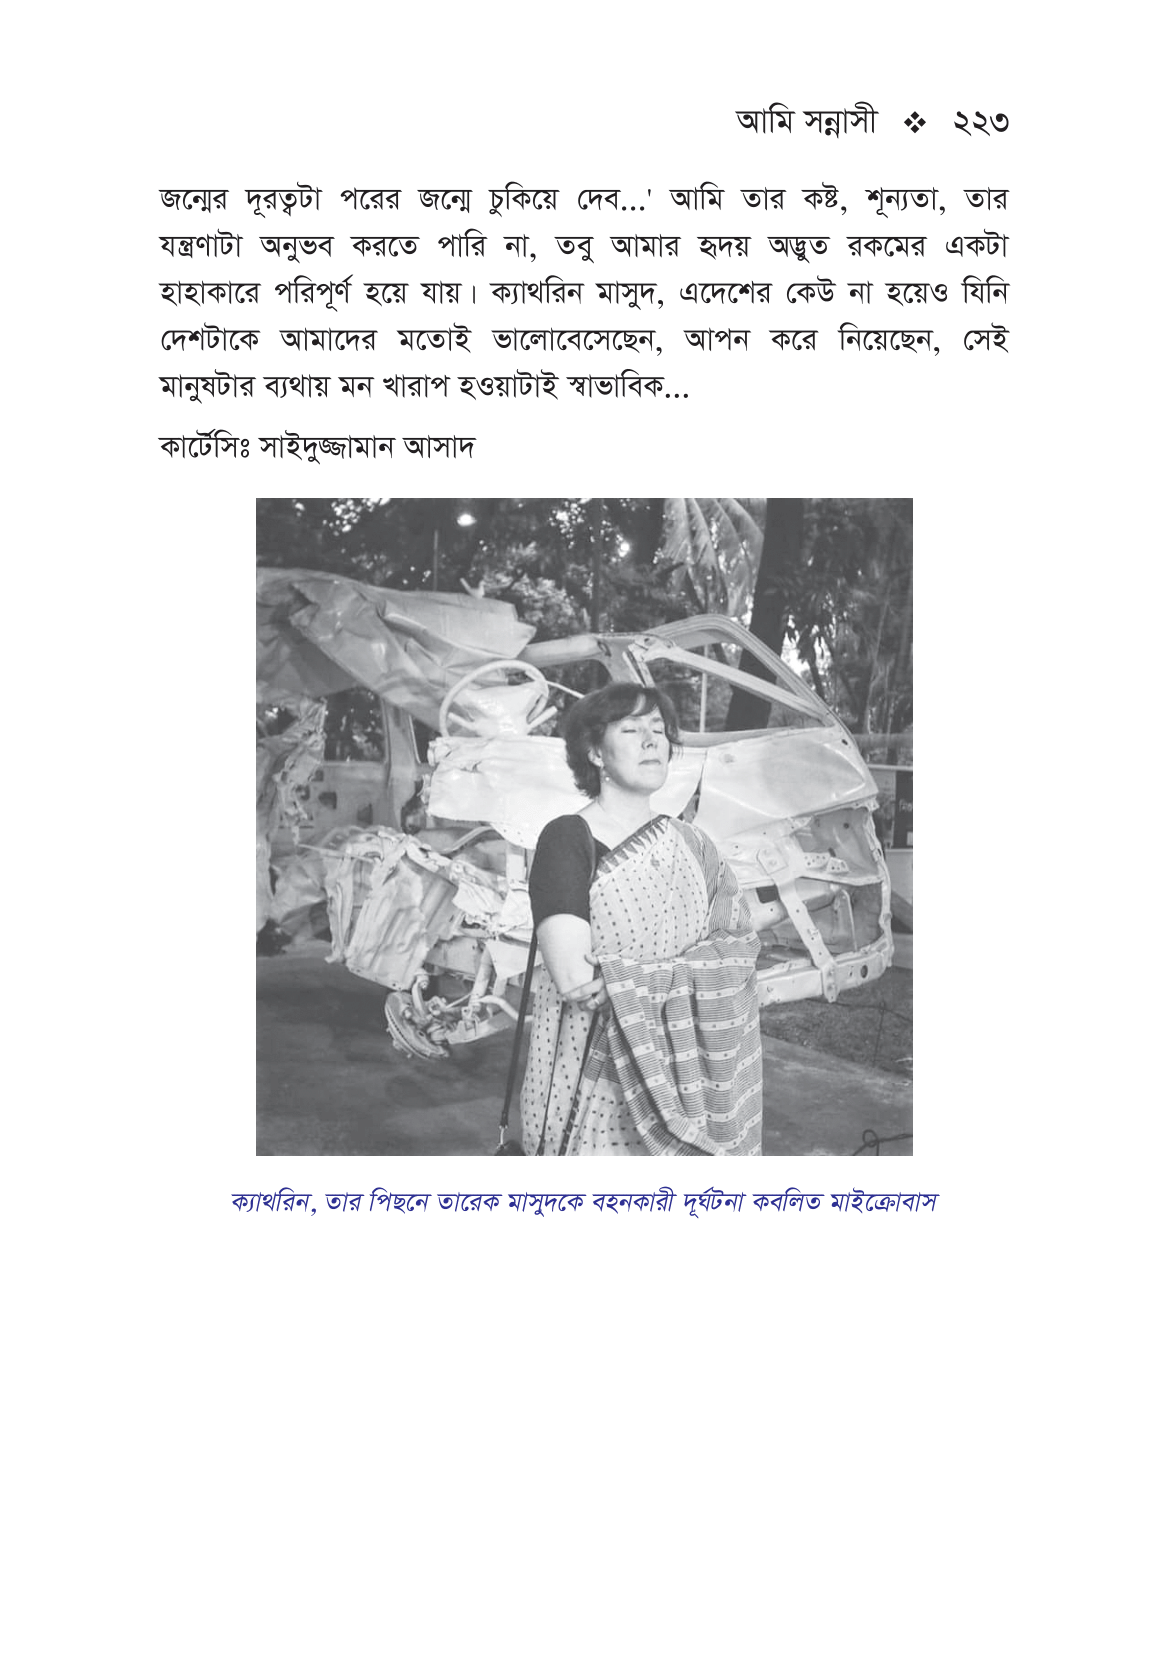 আমি সন্নাসী ❖ ২২৩
জন্মের দূরত্বটা পরের জন্মে চুকিয়ে দেব...' আমি তার কষ্ট, শূন্যতা, তার
যন্ত্রণাটা অনুভব করতে পারি না, তবু আমার হৃদয় অদ্ভুত রকমের একটা
হাহাকারে পরিপূর্ণ হয়ে যায়। ক্যাথরিন মাসুদ, এদেশের কেউ না হয়েও যিনি
দেশটাকে আমাদের মতোই ভালোবেসেছেন, আপন করে নিয়েছেন, সেই
মানুষটার ব্যথায় মন খারাপ হওয়াটাই স্বাভাবিক...
কার্টেসিঃ সাইদুজ্জামান আসাদ
ক্যাথরিন, তার পিছনে তারেক মাসুদকে বহনকারী দূর্ঘটনা কবলিত মাইক্রোবাস